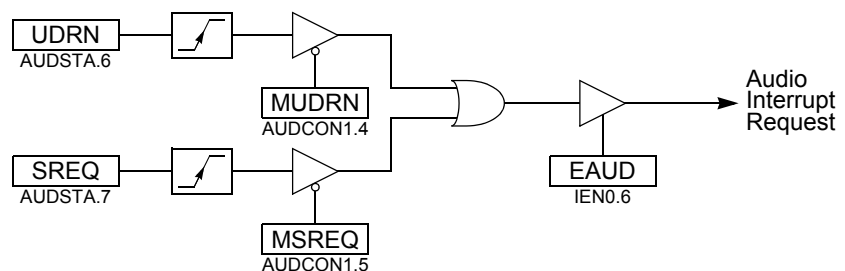 UDRN
AUDSTA.6
MUDRN
AUDCON1.4
SREQ
AUDSTA.7
MSREQ
AUDCON1.5
EAUD
IEN0.6
Audio
Interrupt
Request